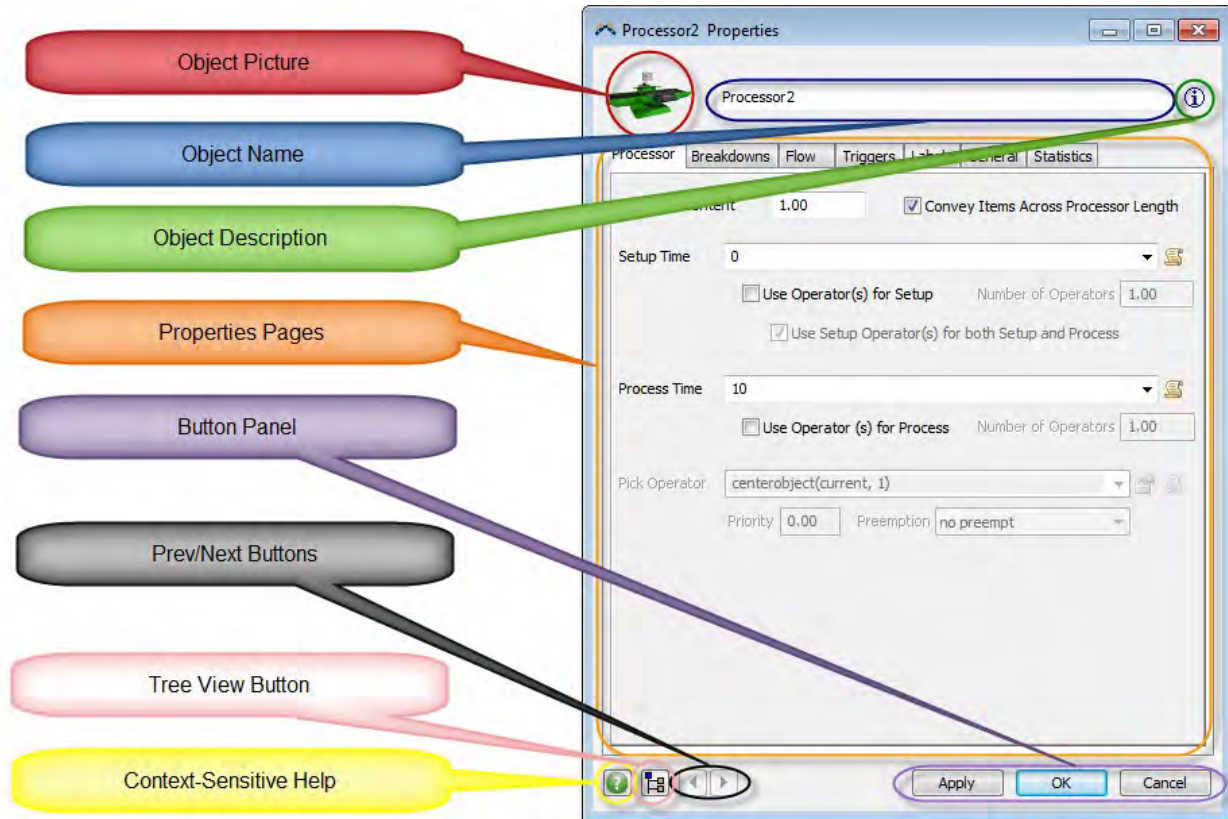 Object Picture
Object Name
Object Description
Properties Pages
Button Panel
Prev/Next Buttons
Tree View Button
Context-Sensitive Help
Processor2 Properties
Processor2
Processor Breakdowns Flow Triggers General Statistics
1.00 Convey Items Across Processor Length
Setup Time 0
Use Operator(s) for Setup Number of Operators 1.00
Use Setup Operator(s) for both Setup and Process
Process Time 10
Use Operator (s) for Process Number of Operators 1.00
Pick Operator centerobject(current, 1)
Priority 0.00 Preemption no preempt
Apply OK Cancel